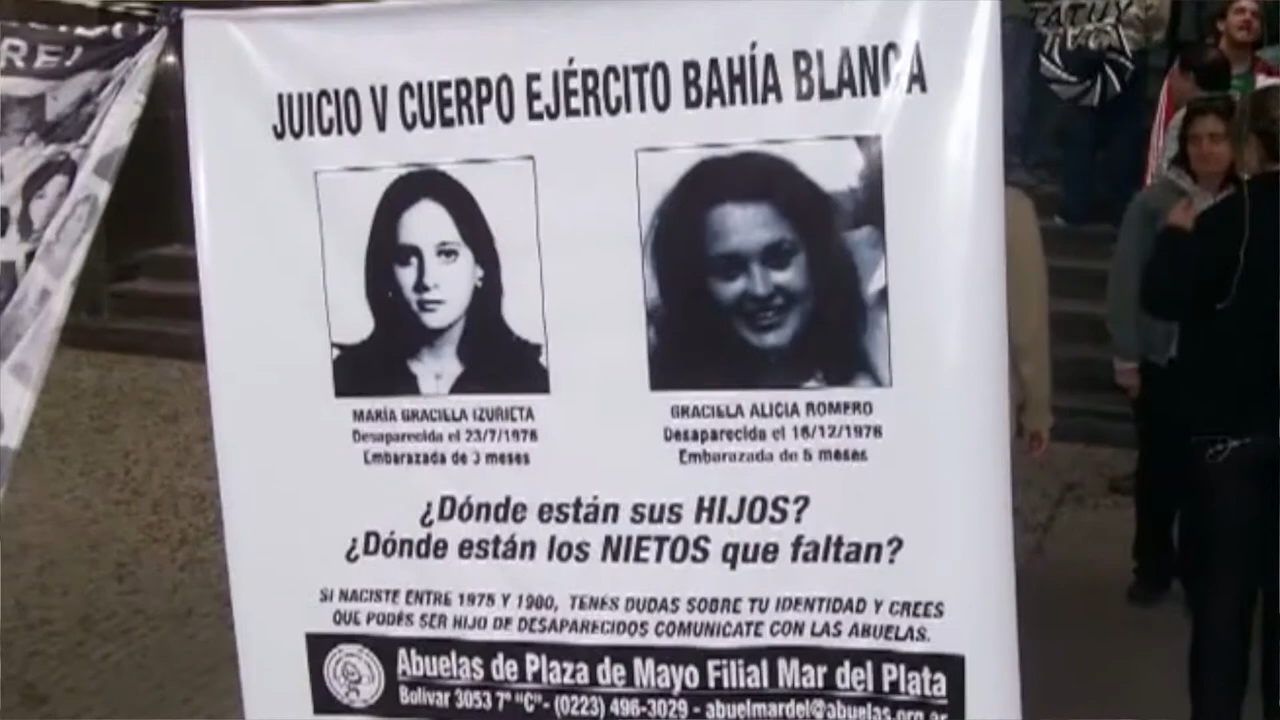 RE!
TATUY
TVC
JUICIO V CUERPO EJÉRCITO BAHÍA BLANCA
MARÍA GRACIELA IZURIETA
Desaparecida el 23/7/1976
Embarazada de 3 meses
GRACIELA ALICIA ROMERO
Desaparecida el 16/12/1976
Embarazada de 5 meses
¿Dónde están sus HIJOS?
¿Dónde están los NIETOS que faltan?
SI NACISTE ENTRE 1975 Y 1980, TENÉS DUDAS SOBRE TU IDENTIDAD Y CREES
QUE PODÉS SER HIJO DE DESAPARECIDOS COMUNICATE CON LAS ABUELAS.
Abuelas de Plaza de Mayo Filial Mar del Plata
Bolivar 3053 7º "C"- (0223) 496-3029 - abuelmardel@abuelas.org.ar